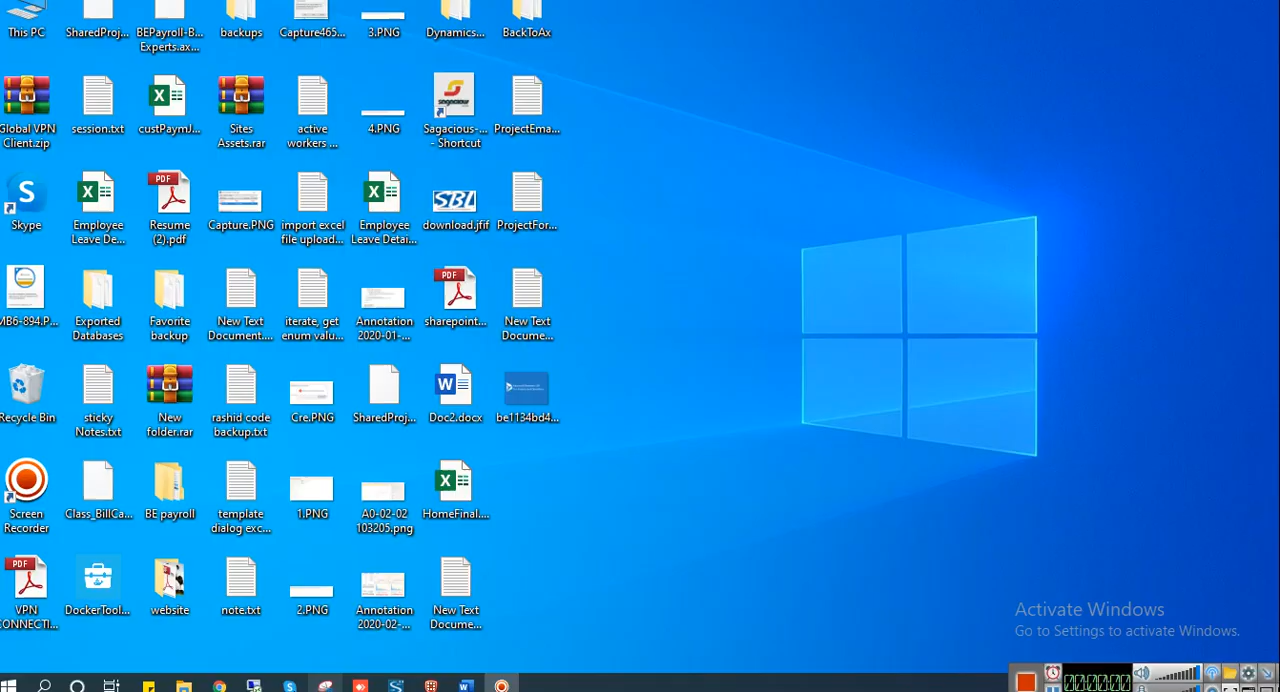 This PC
SharedProj...
BEPayroll-B...
Experts.ax...
backups
Capture465...
3.PNG
Dynamics...
BackToAx
Global VPN
Client.zip
session.txt
custPaymJ...
Sites
Assets.rar
active
workers ...
4.PNG
Sagacious-...
- Shortcut
ProjectEma...
Skype
Employee
Leave De...
Resume
(2).pdf
Capture.PNG
import excel
file upload...
Employee
Leave Detai...
download.jfif
ProjectFor...
MB6-894.P...
Exported
Databases
Favorite
backup
New Text
Document....
iterate, get
enum valu...
Annotation
2020-01-...
sharepoint...
New Text
Docume...
Recycle Bin
sticky
Notes.txt
New
folder.rar
rashid code
backup.txt
Cre.PNG
SharedProj...
Doc2.docx
be1134bd4...
Screen
Recorder
Class_BillCa...
BE payroll
template
dialog exc...
1.PNG
A0-02-02
103205.png
HomeFinal....
VPN
CONNECTI...
DockerTool...
website
note.txt
2.PNG
Annotation
2020-02-...
New Text
Docume...
PDF
PDF
PDF
SBL
sagacious
Activate Windows
Go to Settings to activate Windows.